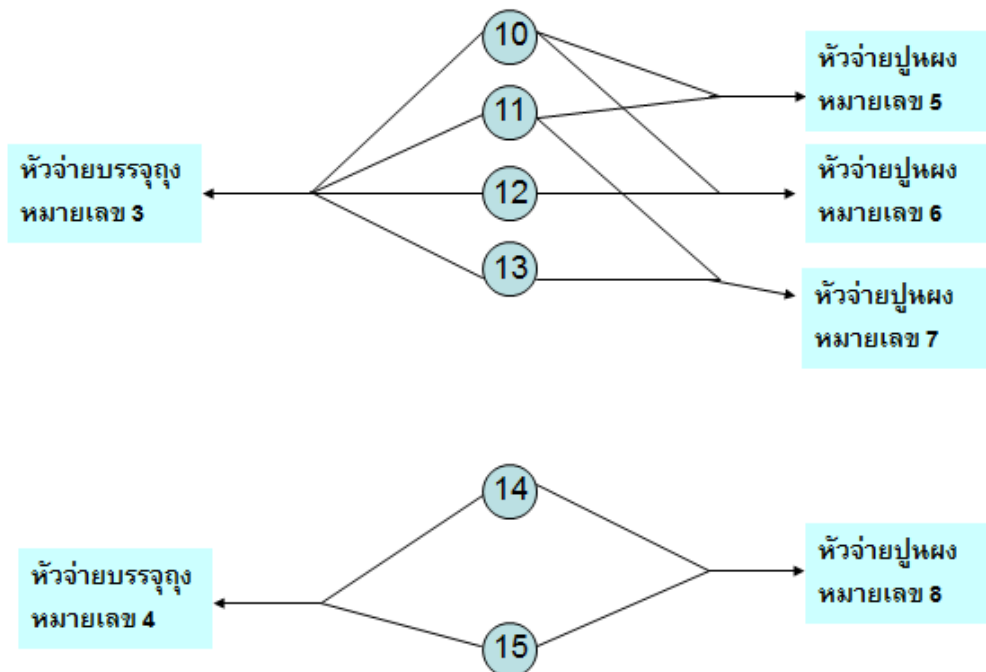 10
หัวจ่ายปูนผง
หมายเลข 5
11
หัวจ่ายบรรจุถุง
หมายเลข 3
12
หัวจ่ายปูนผง
หมายเลข 6
13
หัวจ่ายปูนผง
หมายเลข 7
14
หัวจ่ายบรรจุถุง
หมายเลข 4
หัวจ่ายปูนผง
หมายเลข 8
15